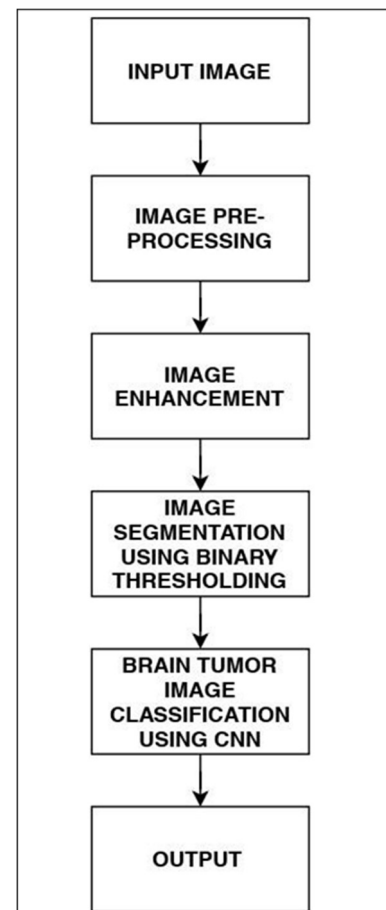 INPUT IMAGE
IMAGE PRE-
PROCESSING
IMAGE
ENHANCEMENT
IMAGE
SEGMENTATION
USING BINARY
THRESHOLDING
BRAIN TUMOR
IMAGE
CLASSIFICATION
USING CNN
OUTPUT